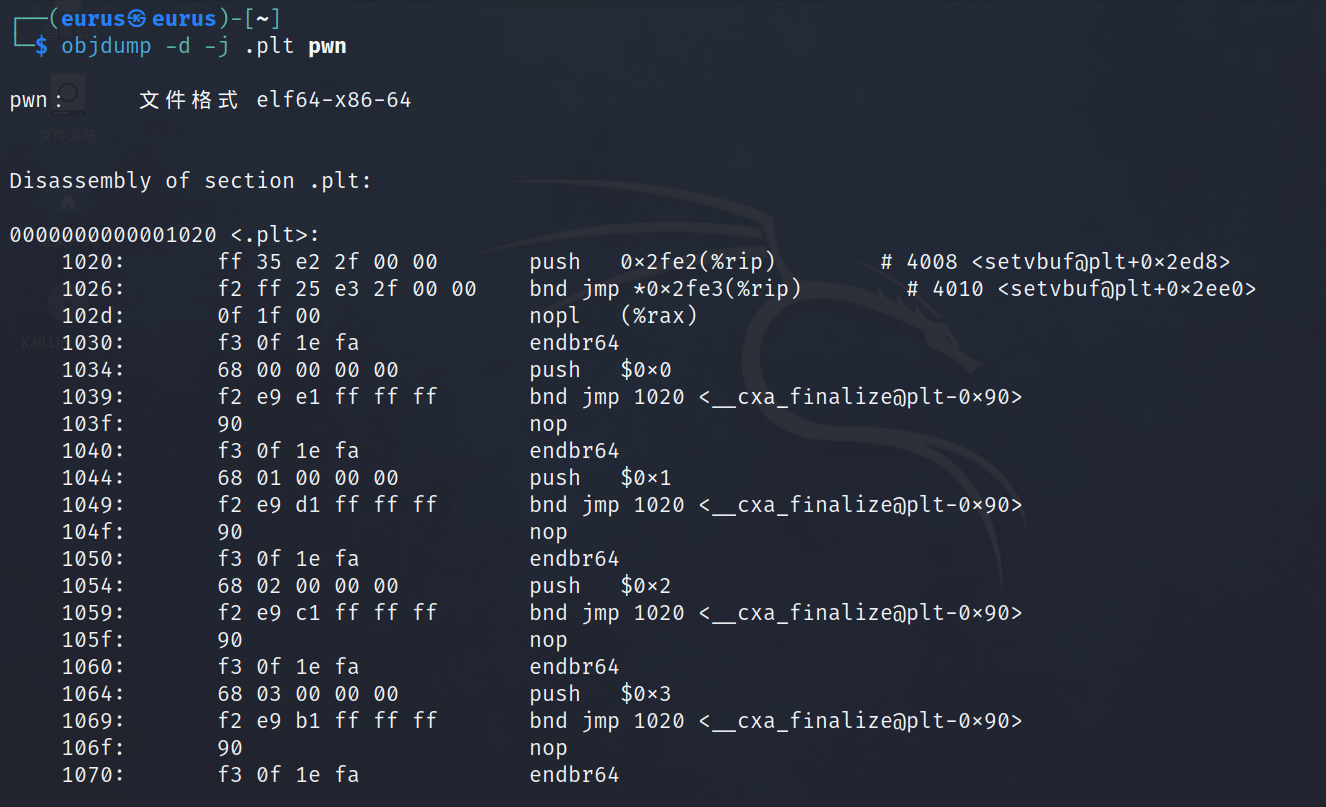 ┌──(eurus㉿eurus)-[~]
└─$ objdump -d -j .plt pwn
pwn：     文件格式 elf64-x86-64
文件系统
Disassembly of section .plt:
0000000000001020 <.plt>:
    1020:       ff 35 e2 2f 00 00       push   0×2fe2(%rip)        # 4008 <setvbuf@plt+0×2ed8>
    1026:       f2 ff 25 e3 2f 00 00    bnd jmp *0×2fe3(%rip)        # 4010 <setvbuf@plt+0×2ee0>
    102d:       0f 1f 00                nopl   (%rax)
    1030:       f3 0f 1e fa             endbr64
    1034:       68 00 00 00 00          push   $0×0
    1039:       f2 e9 e1 ff ff ff       bnd jmp 1020 <__cxa_finalize@plt-0×90>
    103f:       90                      nop
    1040:       f3 0f 1e fa             endbr64
    1044:       68 01 00 00 00          push   $0×1
    1049:       f2 e9 d1 ff ff ff       bnd jmp 1020 <__cxa_finalize@plt-0×90>
    104f:       90                      nop
    1050:       f3 0f 1e fa             endbr64
    1054:       68 02 00 00 00          push   $0×2
    1059:       f2 e9 c1 ff ff ff       bnd jmp 1020 <__cxa_finalize@plt-0×90>
    105f:       90                      nop
    1060:       f3 0f 1e fa             endbr64
    1064:       68 03 00 00 00          push   $0×3
    1069:       f2 e9 b1 ff ff ff       bnd jmp 1020 <__cxa_finalize@plt-0×90>
    106f:       90                      nop
    1070:       f3 0f 1e fa             endbr64